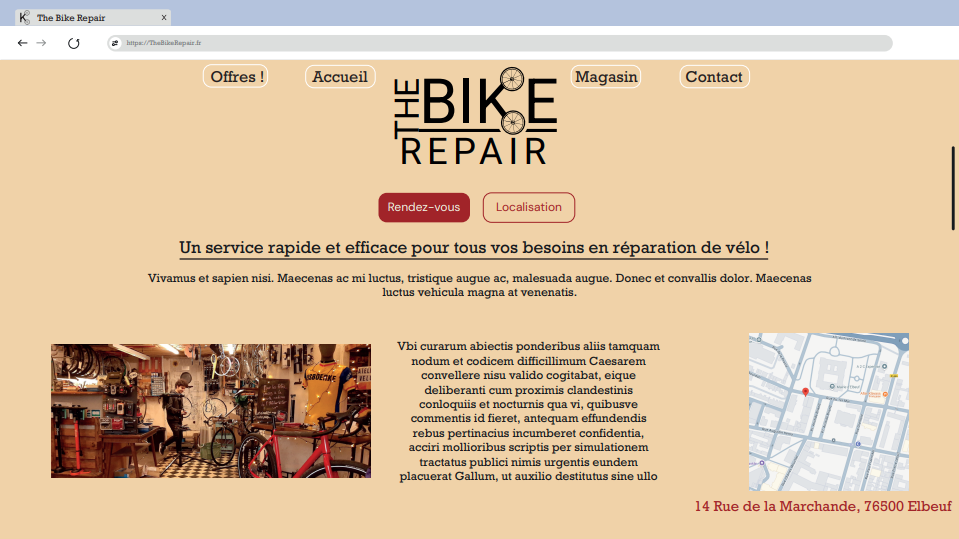 The Bike Repair
X
https://TheBikeRepair.fr
Offres !
Accueil
THE BIKE
REPAIR
Magasin
Contact
Rendez-vous
Localisation
Un service rapide et efficace pour tous vos besoins en réparation de vélo !
Vivamus et sapien nisi. Maecenas ac mi luctus, tristique augue ac, malesuada augue. Donec et convallis dolor. Maecenas
luctus vehicula magna at venenatis.
Vbi curarum abiectis ponderibus aliis tamquam
nodum et codicem difficillimum Caesarem
convellere nisu valido cogitabat, eique
deliberanti cum proximis clandestinis
conloquiis et nocturnis qua vi, quibusve
commentis id fieret, antequam effundendis
rebus pertinacius incumberet confidentia,
acciri mollioribus scriptis per simulationem
tractatus publici nimis urgentis eundem
placuerat Gallum, ut auxilio destitutus sine ullo
14 Rue de la Marchande, 76500 Elbeuf